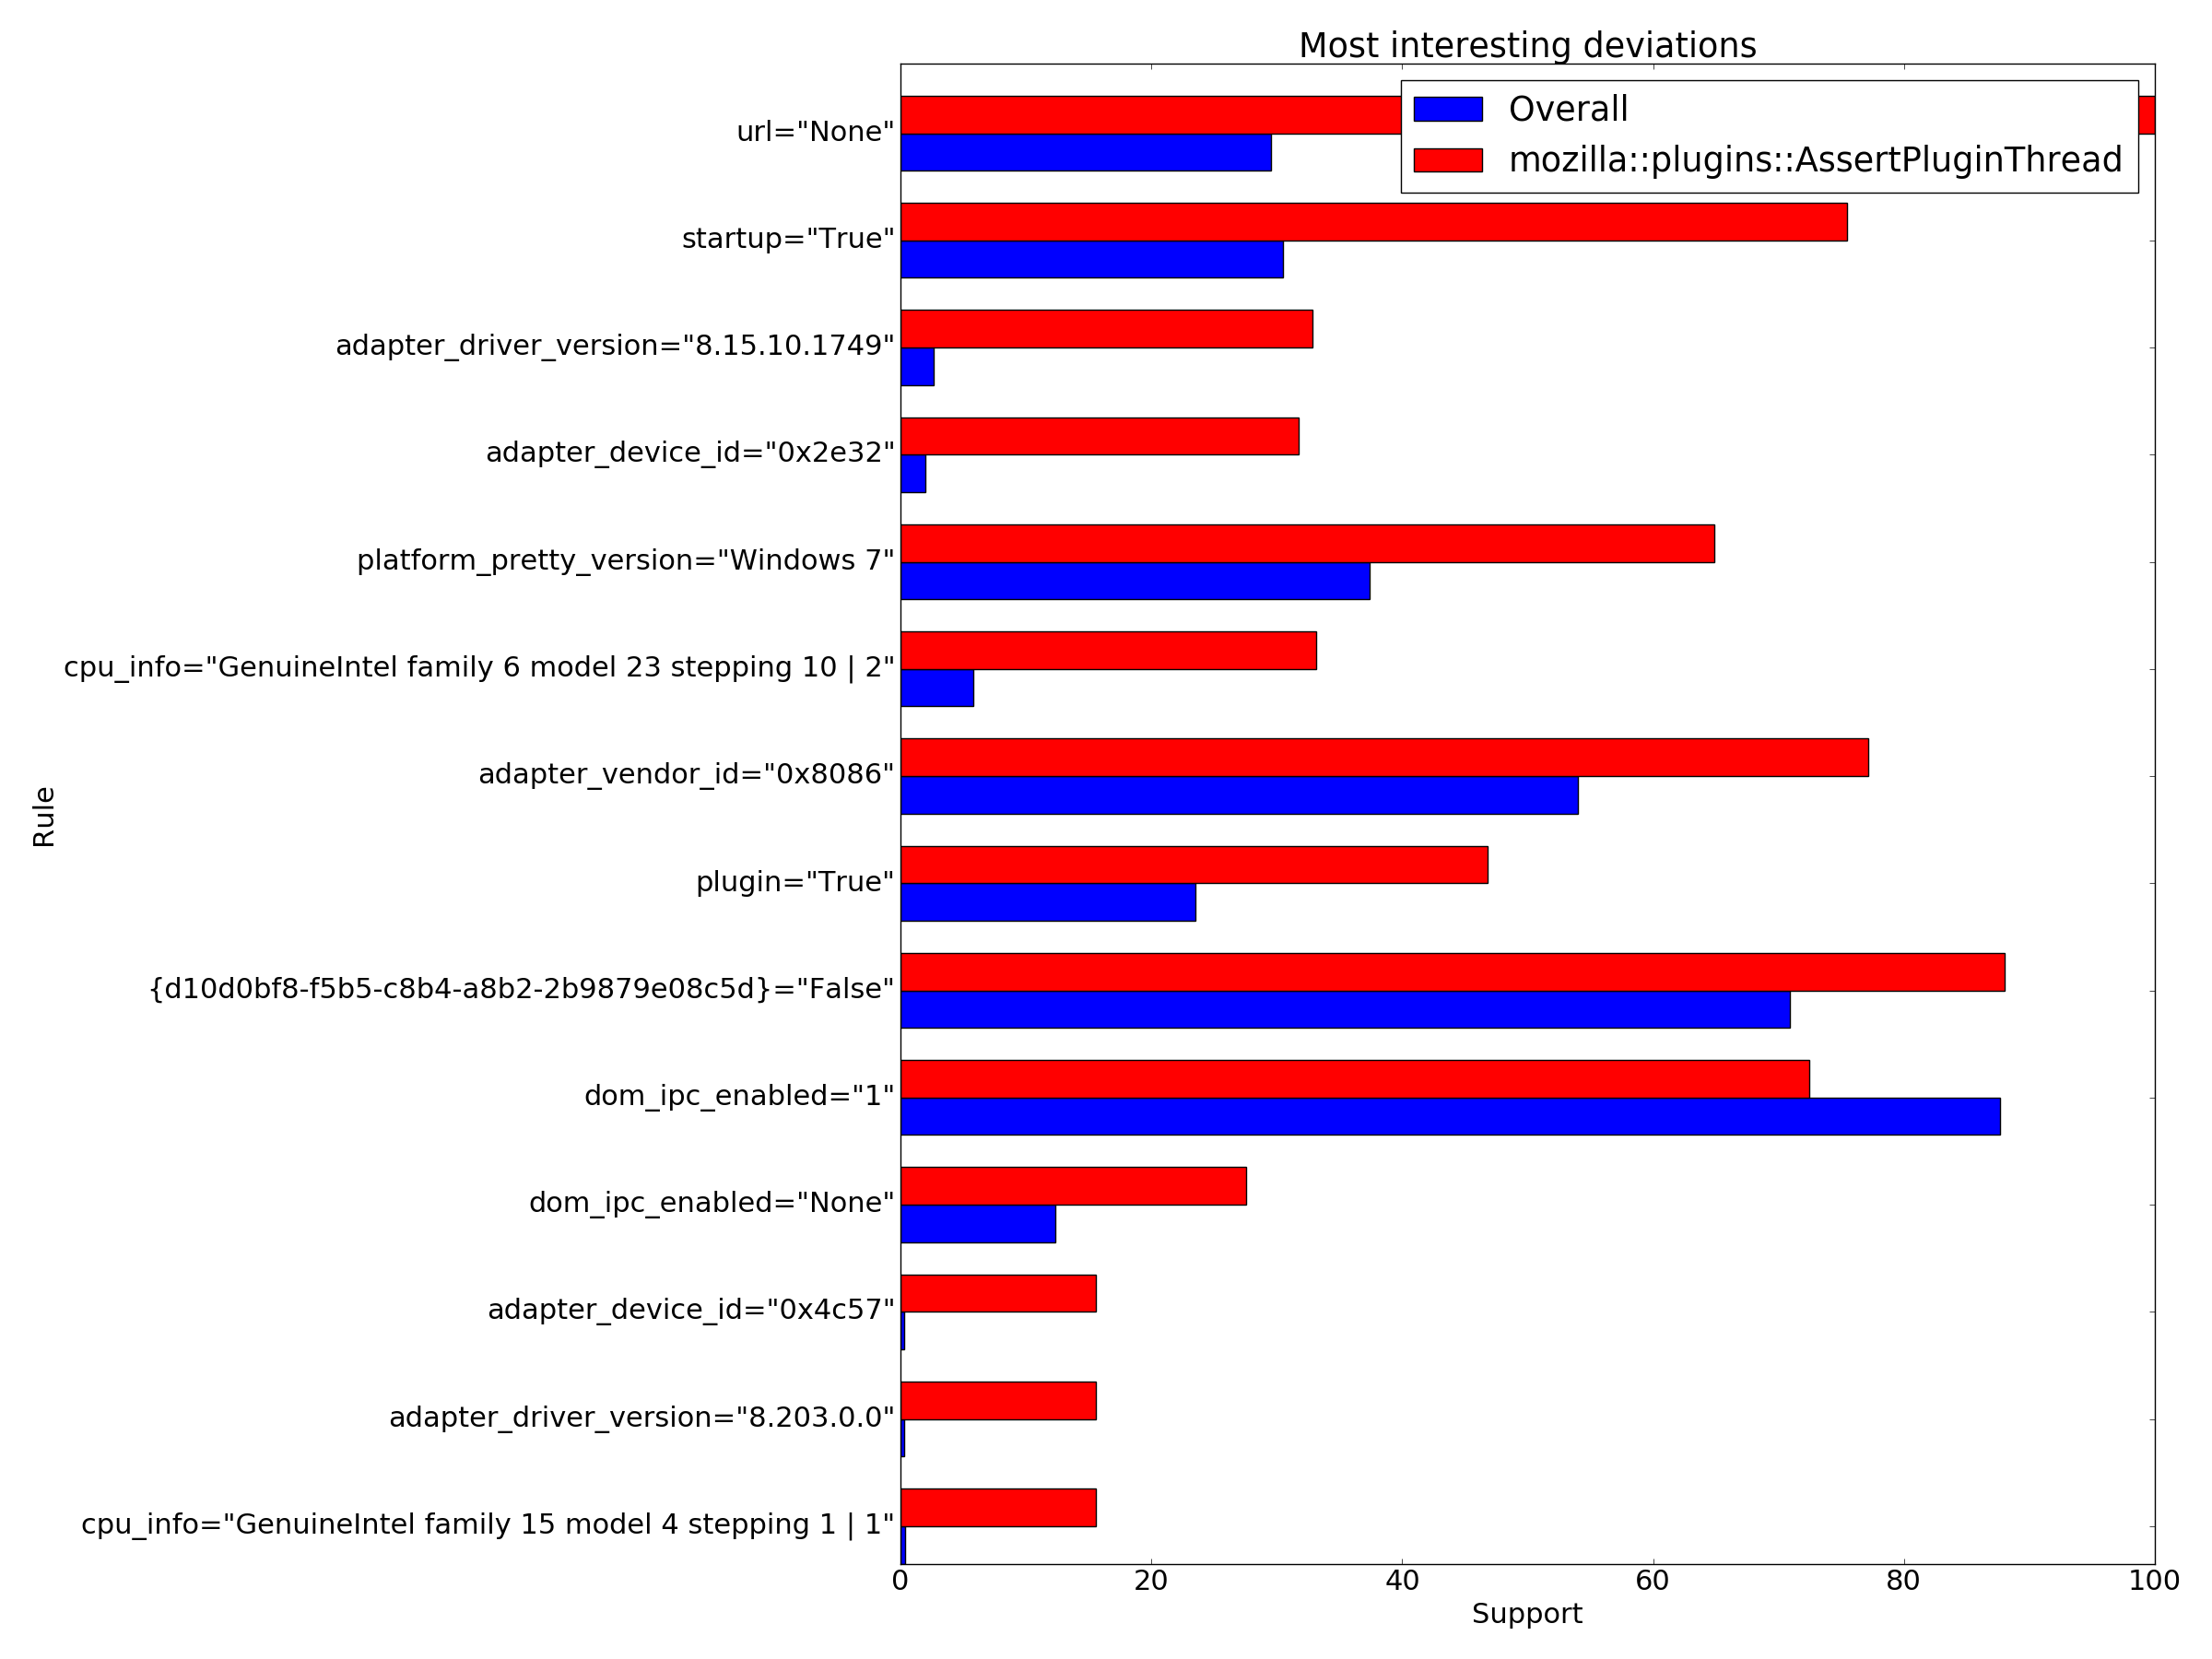 Most interesting deviations
Overall
mozilla::plugins::AssertPluginThread
url="None"
startup="True"
adapter_driver_version="8.15.10.1749"
adapter_device_id="0x2e32"
platform_pretty_version="Windows 7"
cpu_info="GenuineIntel family 6 model 23 stepping 10 | 2"
adapter_vendor_id="0x8086"
Rule
plugin="True"
{d10d0bf8-f5b5-c8b4-a8b2-2b9879e08c5d}="False"
dom_ipc_enabled="1"
dom_ipc_enabled="None"
adapter_device_id="0x4c57"
adapter_driver_version="8.203.0.0"
cpu_info="GenuineIntel family 15 model 4 stepping 1 | 1"
0 20 40 60 80 100
Support